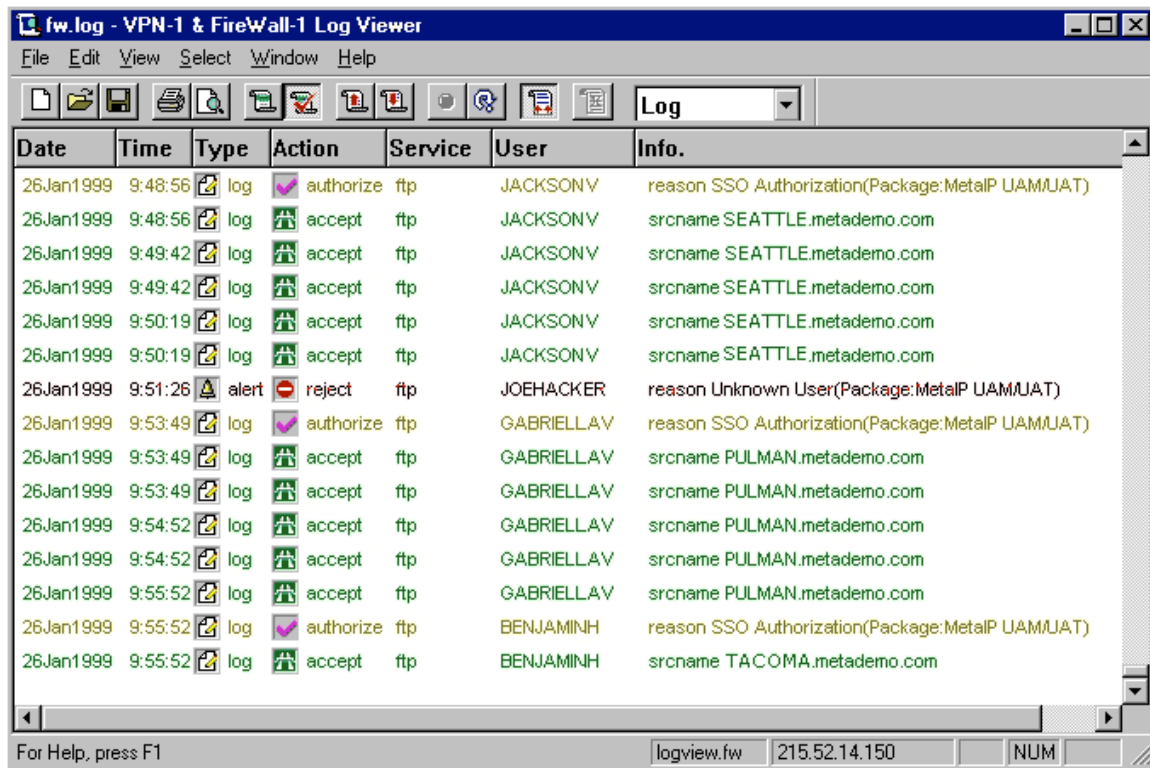 fw.log - VPN-1 & FireWall-1 Log Viewer
File Edit View Select Window Help
Log
Date Time Type Action Service User Info.
26Jan1999 9:48:56 log authorize ftp JACKSONV reason SSO Authorization(Package:MetaIP UAM/UAT)
26Jan1999 9:48:56 log accept ftp JACKSONV srcname SEATTLE.metademo.com
26Jan1999 9:49:42 log accept ftp JACKSONV srcname SEATTLE.metademo.com
26Jan1999 9:49:42 log accept ftp JACKSONV srcname SEATTLE.metademo.com
26Jan1999 9:50:19 log accept ftp JACKSONV srcname SEATTLE.metademo.com
26Jan1999 9:50:19 log accept ftp JACKSONV srcname SEATTLE.metademo.com
26Jan1999 9:51:26 alert reject ftp JOEHACKER reason Unknown User(Package:MetaIP UAM/UAT)
26Jan1999 9:53:49 log authorize ftp GABRIELLAV reason SSO Authorization(Package:MetaIP UAM/UAT)
26Jan1999 9:53:49 log accept ftp GABRIELLAV srcname PULMAN.metademo.com
26Jan1999 9:53:49 log accept ftp GABRIELLAV srcname PULMAN.metademo.com
26Jan1999 9:54:52 log accept ftp GABRIELLAV srcname PULMAN.metademo.com
26Jan1999 9:54:52 log accept ftp GABRIELLAV srcname PULMAN.metademo.com
26Jan1999 9:55:52 log accept ftp GABRIELLAV srcname PULMAN.metademo.com
26Jan1999 9:55:52 log authorize ftp BENJAMINH reason SSO Authorization(Package:MetaIP UAM/UAT)
26Jan1999 9:55:52 log accept ftp BENJAMINH srcname TACOMA.metademo.com
For Help, press F1 logview.fw 215.52.14.150 NUM